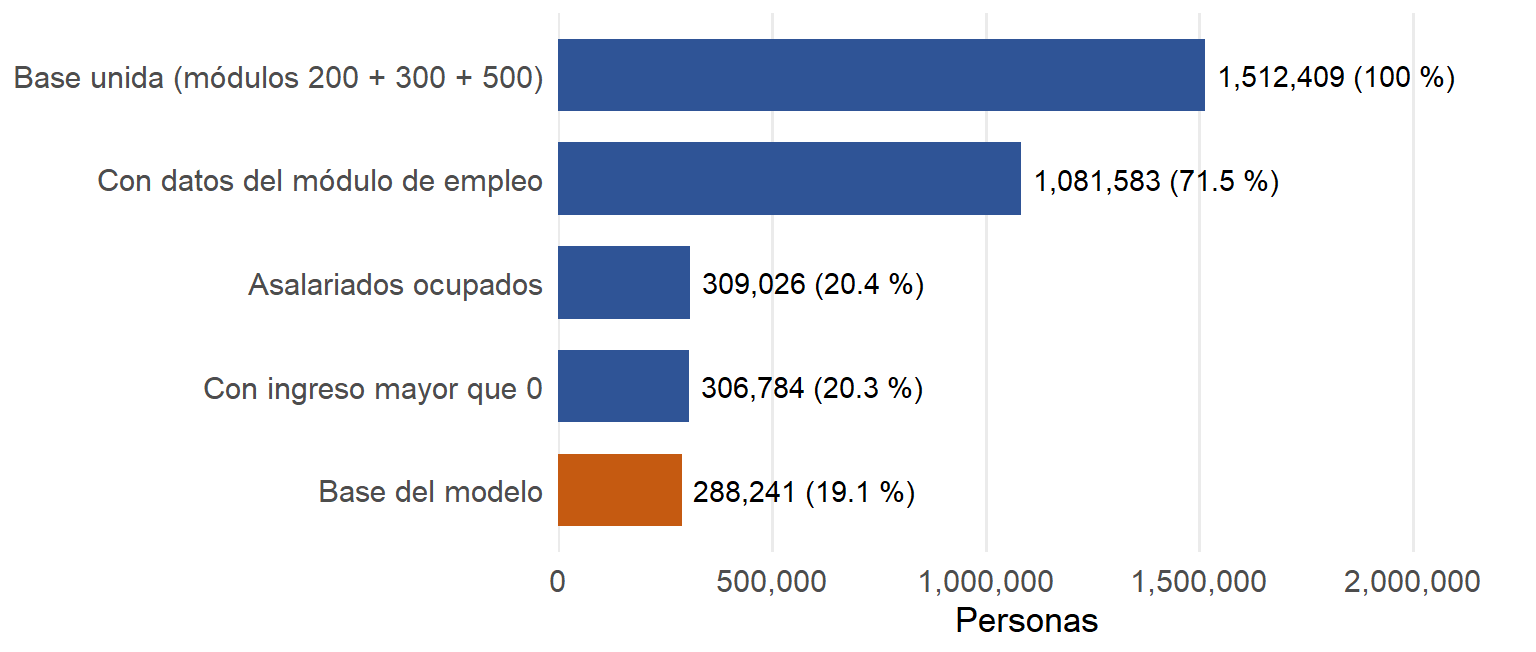 Base unida (módulos 200 + 300 + 500)
1,512,409 (100 %)
Con datos del módulo de empleo
1,081,583 (71.5 %)
Asalariados ocupados
309,026 (20.4 %)
Con ingreso mayor que 0
306,784 (20.3 %)
Base del modelo
288,241 (19.1 %)
0
500,000
1,000,000
1,500,000
2,000,000
Personas